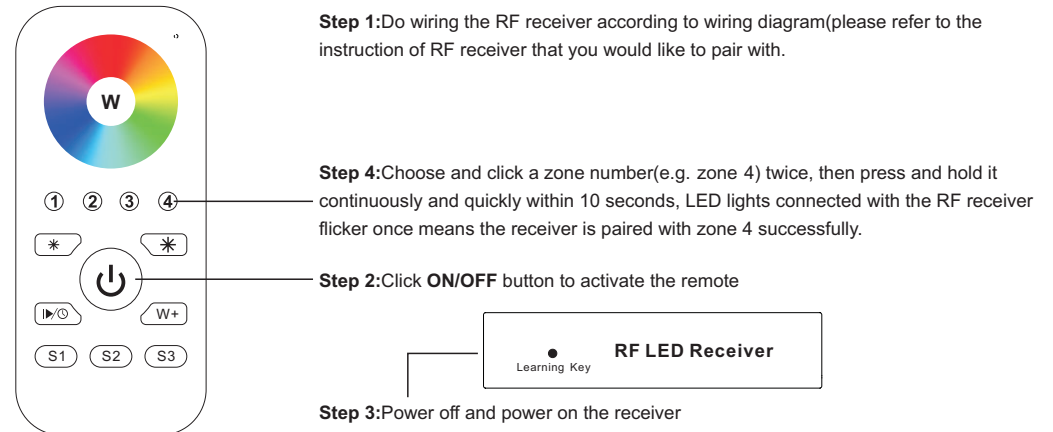 Step 1:Do wiring the RF receiver according to wiring diagram(please refer to the
instruction of RF receiver that you would like to pair with.
W
Step 4:Choose and click a zone number(e.g. zone 4) twice, then press and hold it
continuously and quickly within 10 seconds, LED lights connected with the RF receiver
flicker once means the receiver is paired with zone 4 successfully.
1 2 3 4
Step 2:Click ON/OFF button to activate the remote
W+
S1 S2 S3
RF LED Receiver
Learning Key
Step 3:Power off and power on the receiver